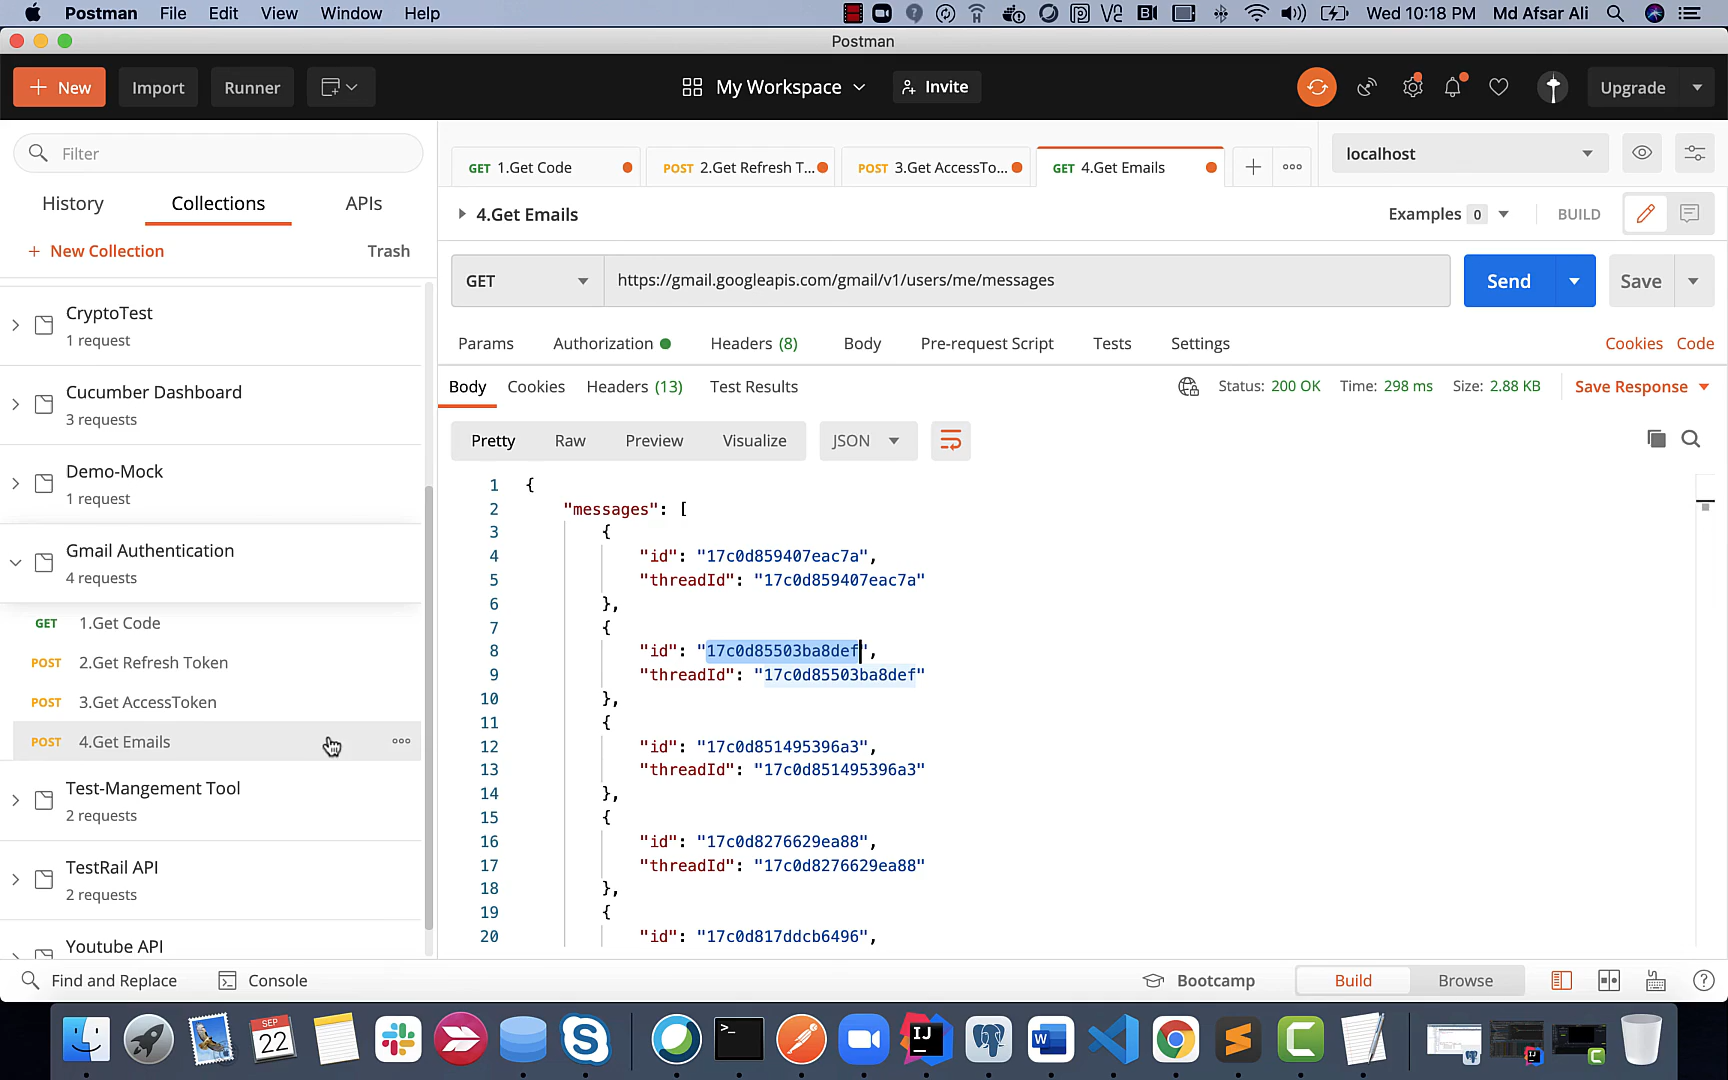 Postman File Edit View Window Help Wed 10:18 PM Md Afsar Ali
Postman
New Import Runner My Workspace Invite Upgrade
Filter
History Collections APIs
+ New Collection Trash
CryptoTest
1 request
Cucumber Dashboard
3 requests
Demo-Mock
1 request
Gmail Authentication
4 requests
GET 1.Get Code
POST 2.Get Refresh Token
POST 3.Get AccessToken
POST 4.Get Emails
Test-Mangement Tool
2 requests
TestRail API
2 requests
Youtube API
GET 1.Get Code POST 2.Get Refresh T... POST 3.Get AccessTo... GET 4.Get Emails localhost
4.Get Emails Examples 0 BUILD
GET https://gmail.googleapis.com/gmail/v1/users/me/messages Send Save
Params Authorization Headers (8) Body Pre-request Script Tests Settings Cookies Code
Body Cookies Headers (13) Test Results Status: 200 OK Time: 298 ms Size: 2.88 KB Save Response
Pretty Raw Preview Visualize JSON
1 {
2 "messages": [
3 {
4 "id": "17c0d859407eac7a",
5 "threadId": "17c0d859407eac7a"
6 },
7 {
8 "id": "17c0d85503ba8def",
9 "threadId": "17c0d85503ba8def"
10 },
11 {
12 "id": "17c0d851495396a3",
13 "threadId": "17c0d851495396a3"
14 },
15 {
16 "id": "17c0d8276629ea88",
17 "threadId": "17c0d8276629ea88"
18 },
19 {
20 "id": "17c0d817ddcb6496",
Find and Replace Console Bootcamp Build Browse
SEP
22
IJ
W